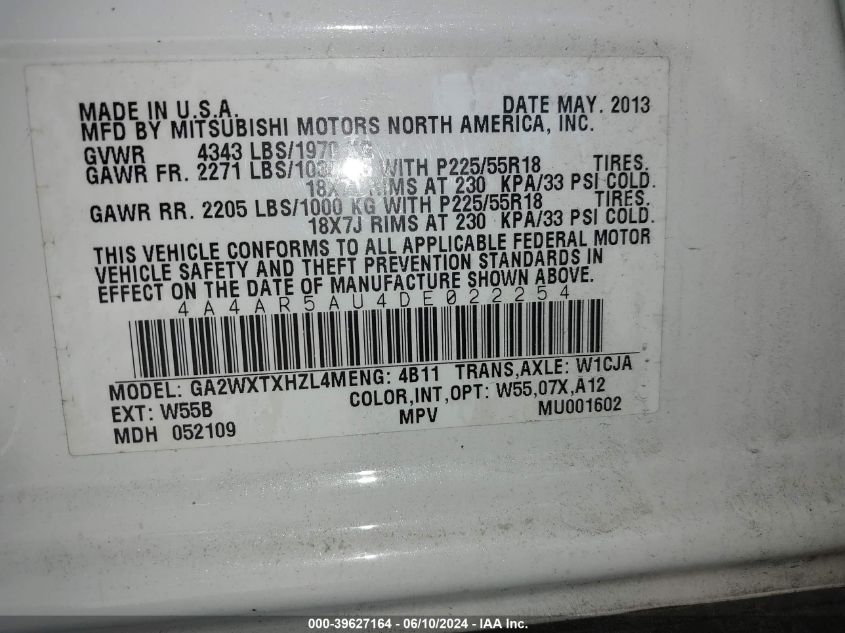 MADE IN U.S.A. DATE MAY. 2013
MFD BY MITSUBISHI MOTORS NORTH AMERICA, INC.
GVWR 4343 LBS/1970 KG
GAWR FR. 2271 LBS/1030 KG WITH P225/55R18 TIRES.
18X7J RIMS AT 230 KPA/33 PSI COLD.
GAWR RR. 2205 LBS/1000 KG WITH P225/55R18 TIRES.
18X7J RIMS AT 230 KPA/33 PSI COLD.
THIS VEHICLE CONFORMS TO ALL APPLICABLE FEDERAL MOTOR
VEHICLE SAFETY AND THEFT PREVENTION STANDARDS IN
EFFECT ON THE DATE OF MANUFACTURE SHOWN ABOVE.
4A4AR5AU4DE022254
MODEL: GA2WXTXHZL4MENG: 4B11 TRANS,AXLE: W1CJA
EXT: W55B COLOR,INT,OPT: W55,07X,A12
MDH 052109 MPV MU001602
000-39627164 - 06/10/2024 - IAA Inc.